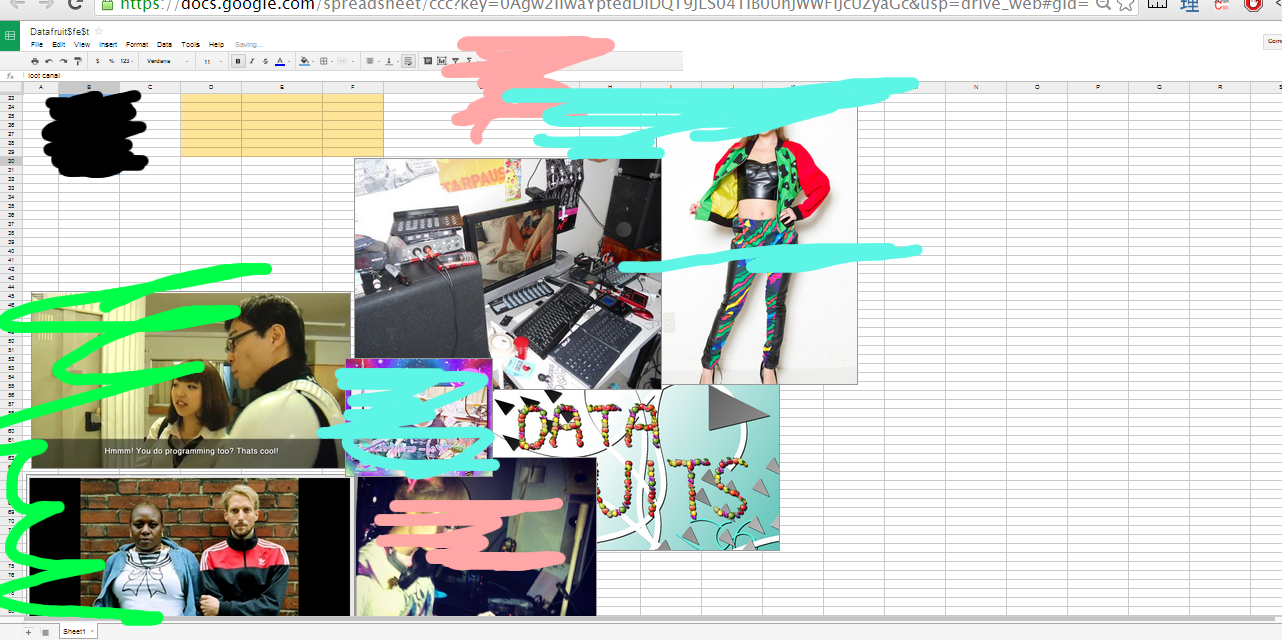 https://docs.google.com/spreadsheet/ccc?key=0Agw2IIwaYptedDlDQT9JLS04TlB0UhJWWFljcUZyaGc&usp=drive_web#gid=
Datafruit$fe$t
File Edit View Insert Format Data Tools Help Saving...
$ % 123 Verdana 11 B I S A
fx loot canal
A B C D E F H N O P Q R S
TARPAUS
Hmmm! You do programming too? Thats cool!
DATA
UITS
Sheet1